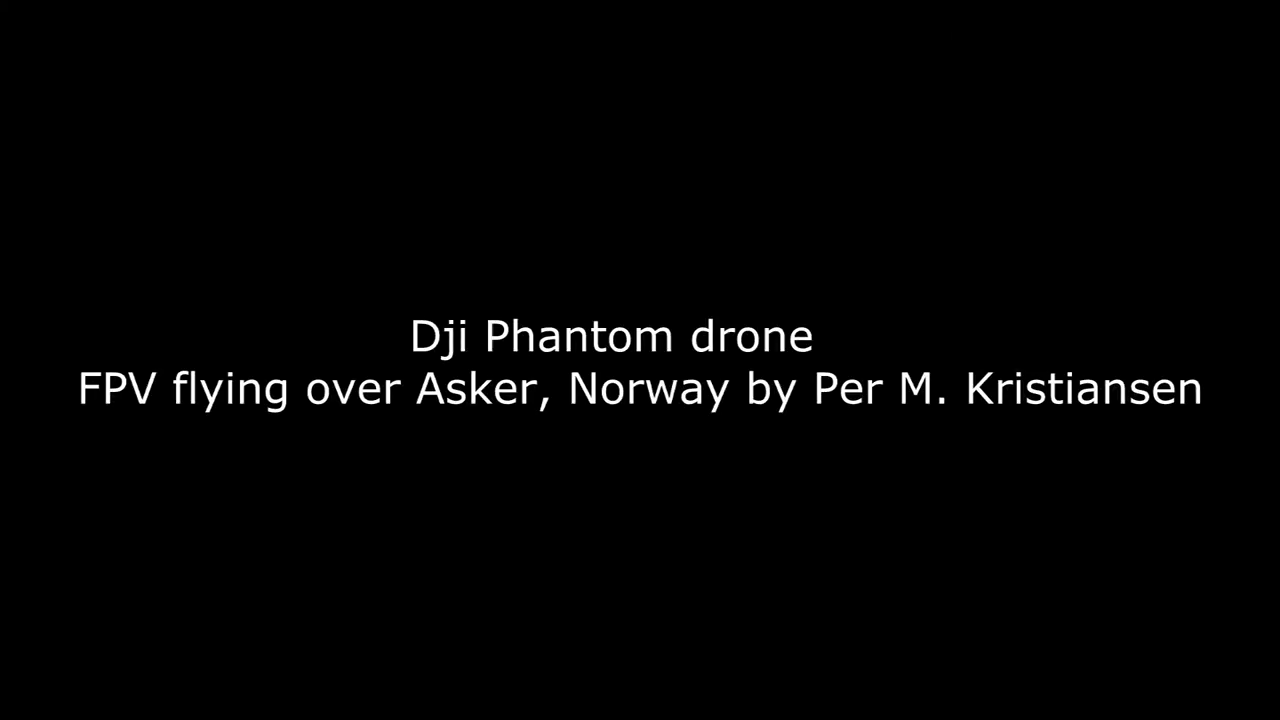 Dji Phantom drone
FPV flying over Asker, Norway by Per M. Kristiansen